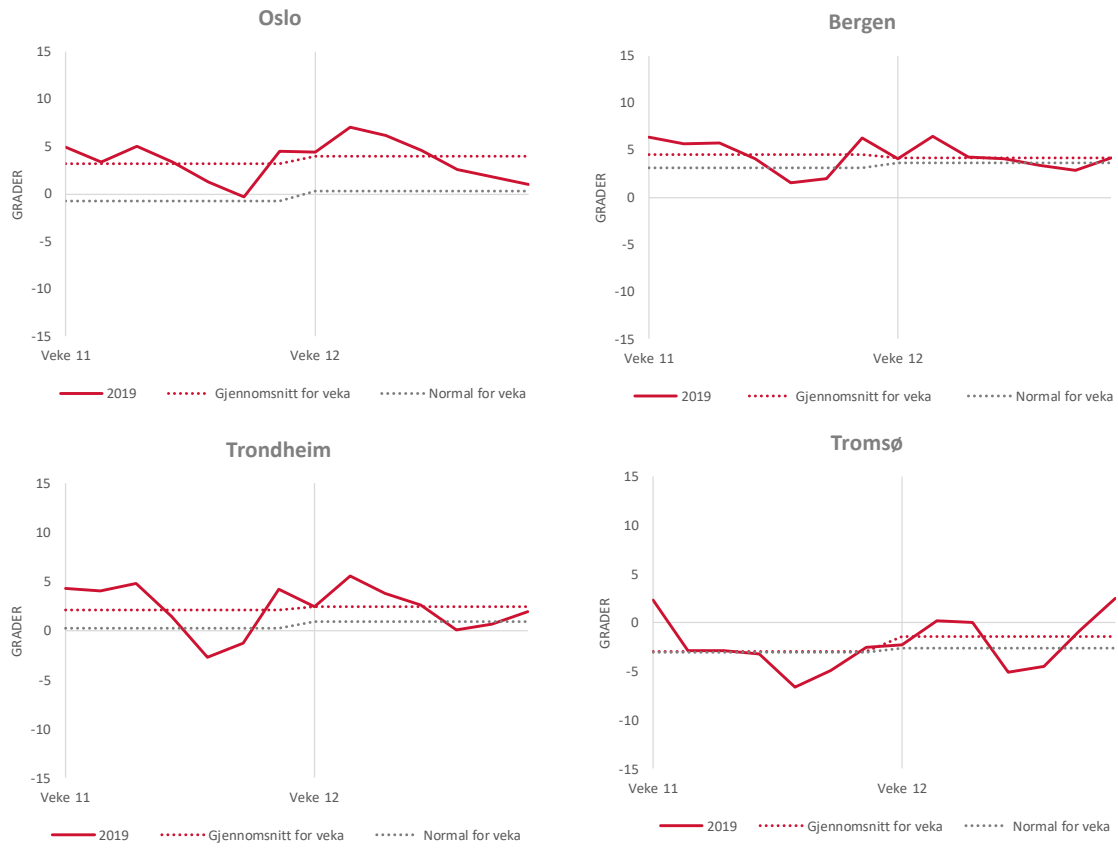 Oslo
15
10
5
0
-5
-10
-15
GRADER
Veke 11
Veke 12
2019
Gjennomsnitt for veka
Normal for veka
Bergen
15
10
5
0
-5
-10
-15
GRADER
Veke 11
Veke 12
2019
Gjennomsnitt for veka
Normal for veka
Trondheim
15
10
5
0
-5
-10
-15
GRADER
Veke 11
Veke 12
2019
Gjennomsnitt for veka
Normal for veka
Tromsø
15
10
5
0
-5
-10
-15
GRADER
Veke 11
Veke 12
2019
Gjennomsnitt for veka
Normal for veka